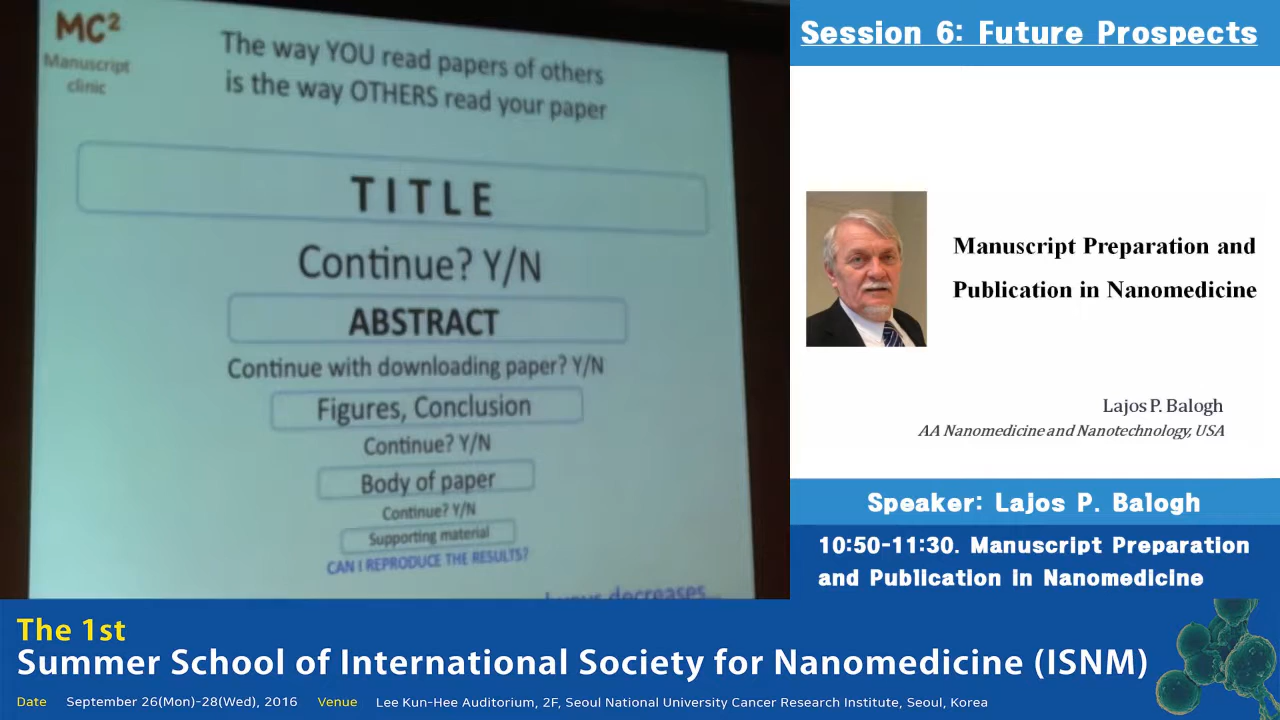 MC²
Manuscript
clinic
The way YOU read papers of others
is the way OTHERS read your paper
TITLE
Continue? Y/N
ABSTRACT
Continue with downloading paper? Y/N
Figures, Conclusion
Continue? Y/N
Body of paper
Continue? Y/N
Supporting material
CAN I REPRODUCE THE RESULTS?
decreases...
Session 6: Future Prospects
Manuscript Preparation and
Publication in Nanomedicine
Lajos P. Balogh
AA Nanomedicine and Nanotechnology, USA
Speaker: Lajos P. Balogh
10:50-11:30. Manuscript Preparation
and Publication in Nanomedicine
The 1st
Summer School of International Society for Nanomedicine (ISNM)
Date September 26(Mon)-28(Wed), 2016 Venue Lee Kun-Hee Auditorium, 2F, Seoul National University Cancer Research Institute, Seoul, Korea